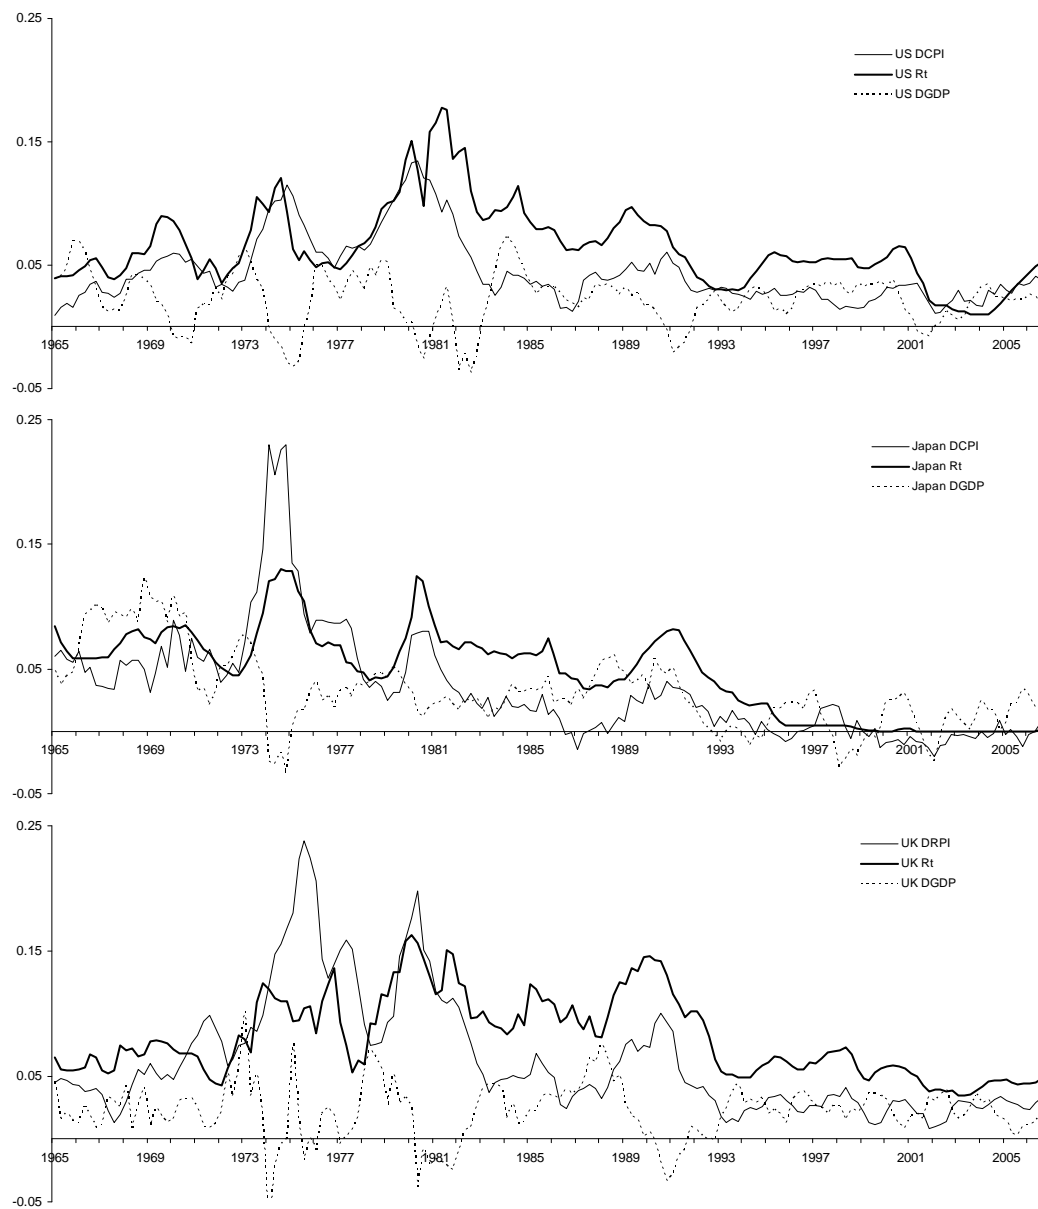 0.25
US DCPI
US Rt
US DGDP
0.15
0.05
1965 1969 1973 1977 1981 1985 1989 1993 1997 2001 2005
-0.05
0.25
Japan DCPI
Japan Rt
Japan DGDP
0.15
0.05
1965 1969 1973 1977 1981 1985 1989 1993 1997 2001 2005
-0.05
0.25
UK DRPI
UK Rt
UK DGDP
0.15
0.05
1965 1969 1973 1977 1981 1985 1989 1993 1997 2001 2005
-0.05